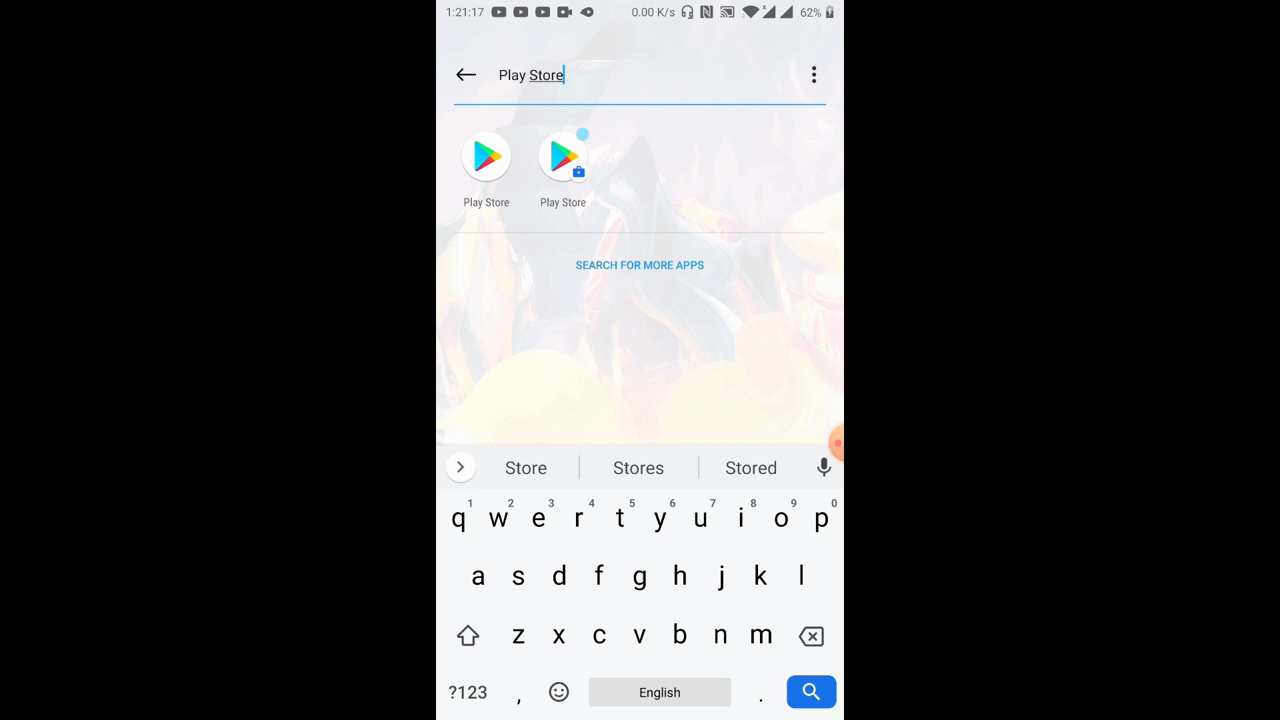 1:21:17 0.00 K/s 62%
Play Store
Play Store Play Store
SEARCH FOR MORE APPS
Store Stores Stored
1 2 3 4 5 6 7 8 9 0
q w e r t y u i o p
a s d f g h j k l
z x c v b n m
?123 , English .